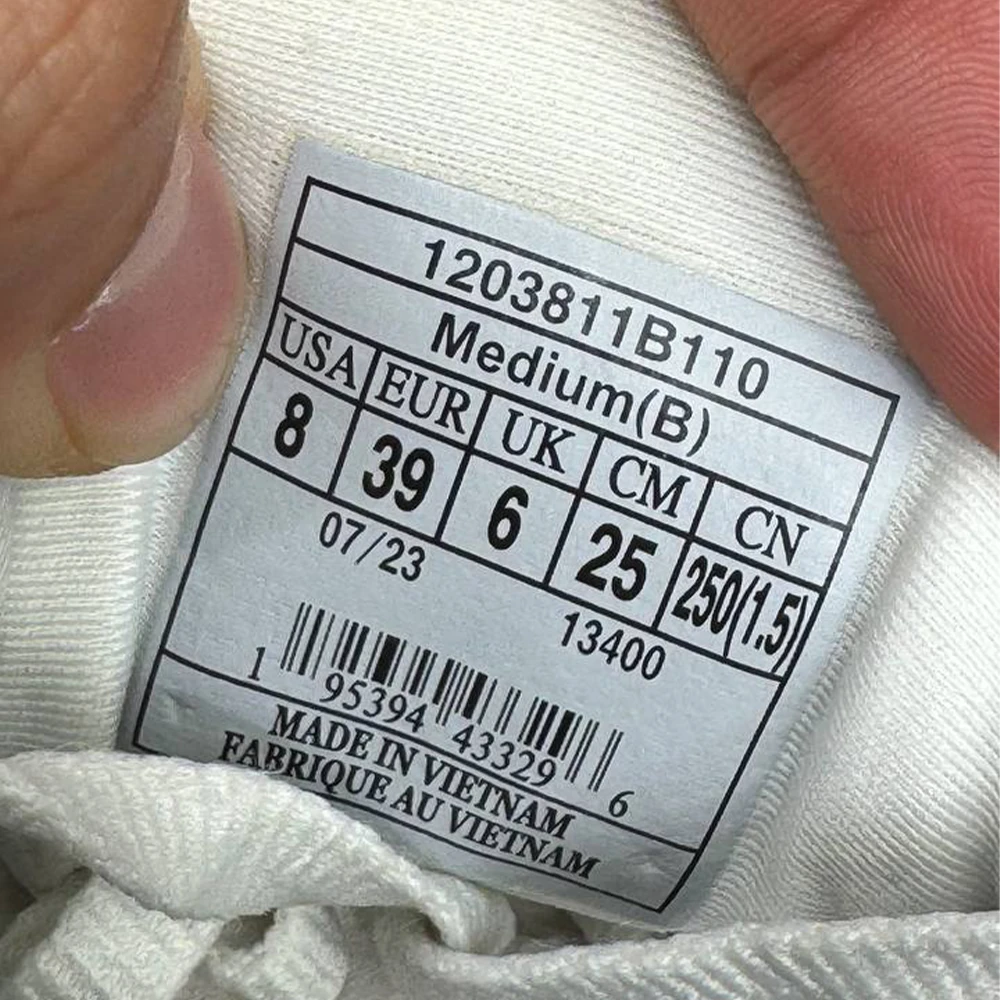 1203811B110
Medium(B)
USA EUR UK CM CN
8 39 6 25 250(1.5)
07/23 13400
1 95394 43329 6
MADE IN VIETNAM
FABRIQUE AU VIETNAM